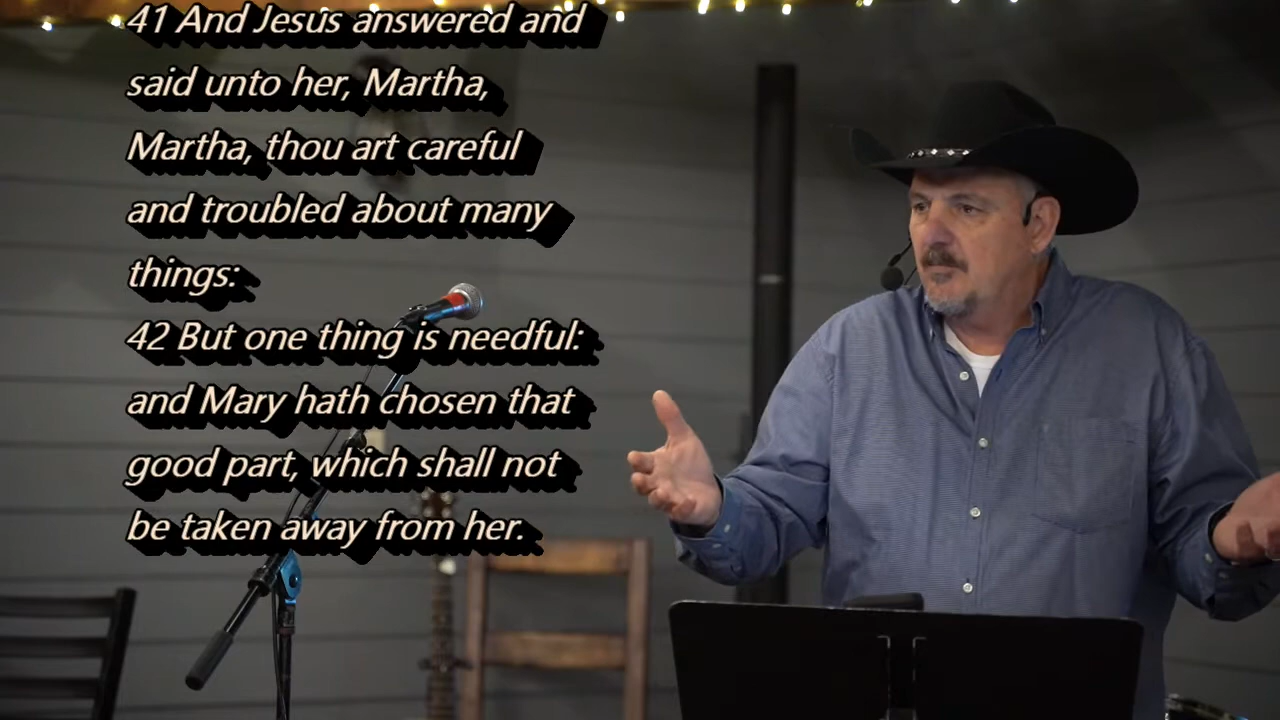 41 And Jesus answered and
said unto her, Martha,
Martha, thou art careful
and troubled about many
things:
42 But one thing is needful:
and Mary hath chosen that
good part, which shall not
be taken away from her.